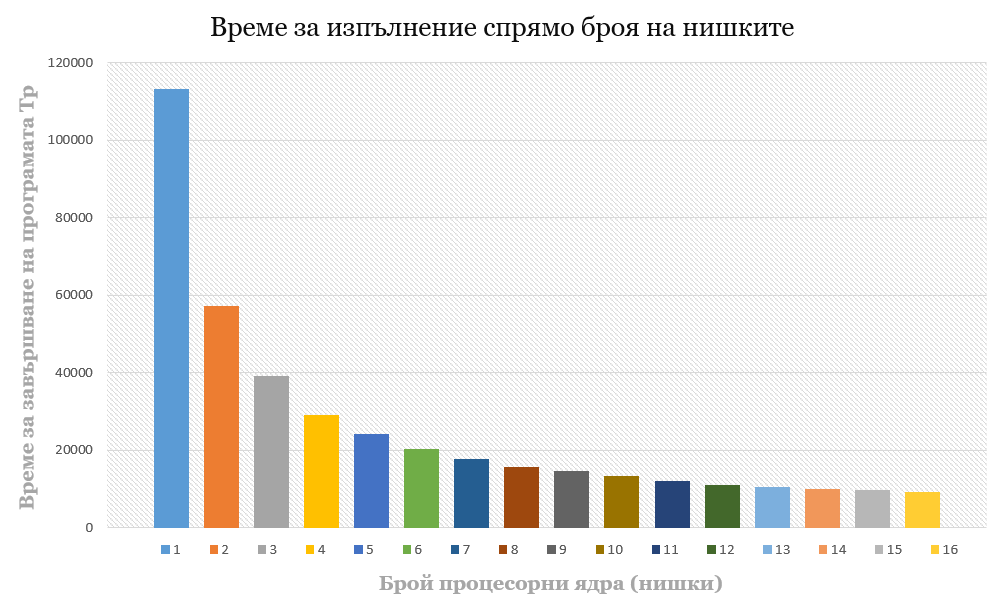 Време за изпълнение спрямо броя на нишките
Време за завършване на програмата Тр
120000
100000
80000
60000
40000
20000
0
1 2 3 4 5 6 7 8 9 10 11 12 13 14 15 16
Брой процесорни ядра (нишки)